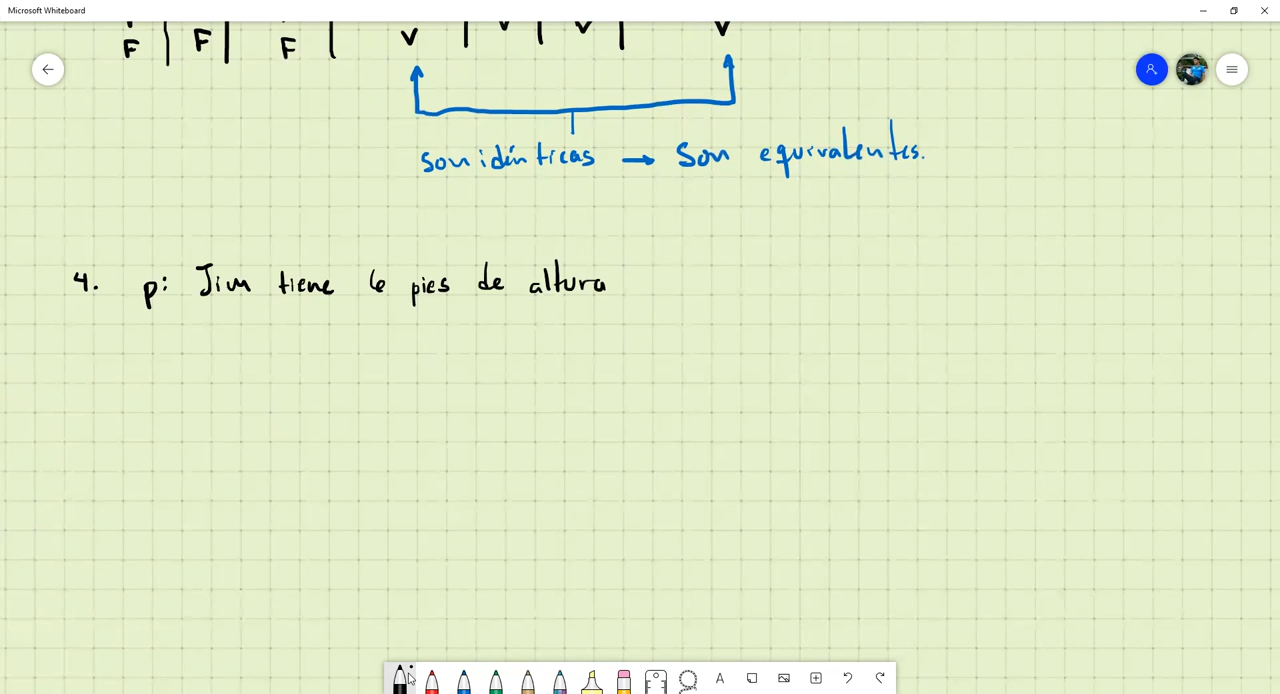 Microsoft Whiteboard
F | F | F | V | V | V | V
son idénticas → Son equivalentes.
4. p: Jim tiene 6 pies de altura
A